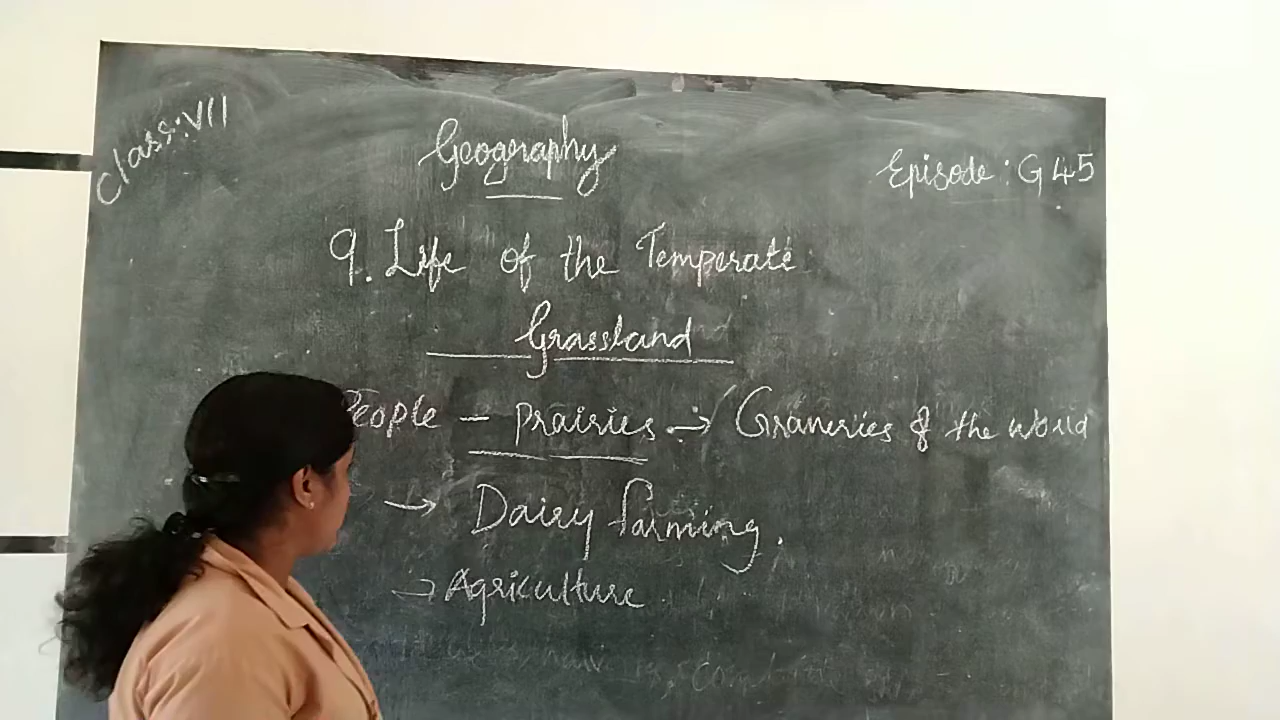 Class:VII
Geography
Episode: G 45
9. Life of the Temperate
Grassland
People - Prairies → Graneries of the world
→ Dairy farming.
→ Agriculture